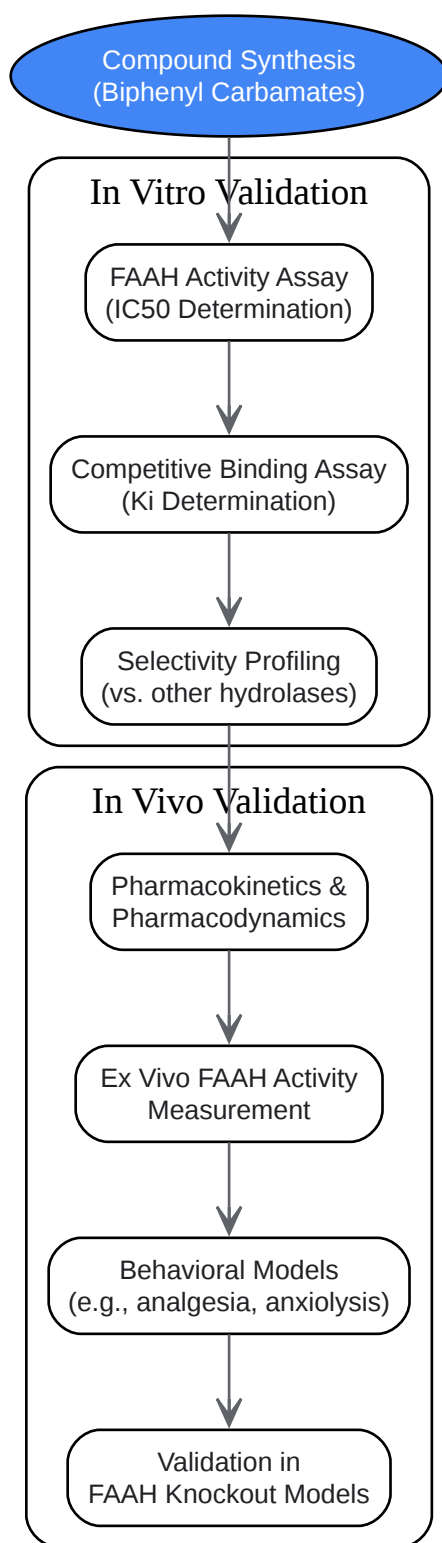 Compound Synthesis
(Biphenyl Carbamates)
In Vitro Validation
FAAH Activity Assay
(IC50 Determination)
Competitive Binding Assay
(Ki Determination)
Selectivity Profiling
(vs. other hydrolases)
In Vivo Validation
Pharmacokinetics &
Pharmacodynamics
Ex Vivo FAAH Activity
Measurement
Behavioral Models
(e.g., analgesia, anxiolysis)
Validation in
FAAH Knockout Models